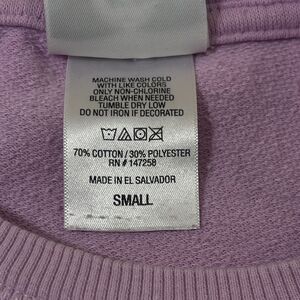 MACHINE WASH COLD
WITH LIKE COLORS
ONLY NON-CHLORINE
BLEACH WHEN NEEDED
TUMBLE DRY LOW
DO NOT IRON IF DECORATED
70% COTTON / 30% POLYESTER
RN# 147258
MADE IN EL SALVADOR
SMALL